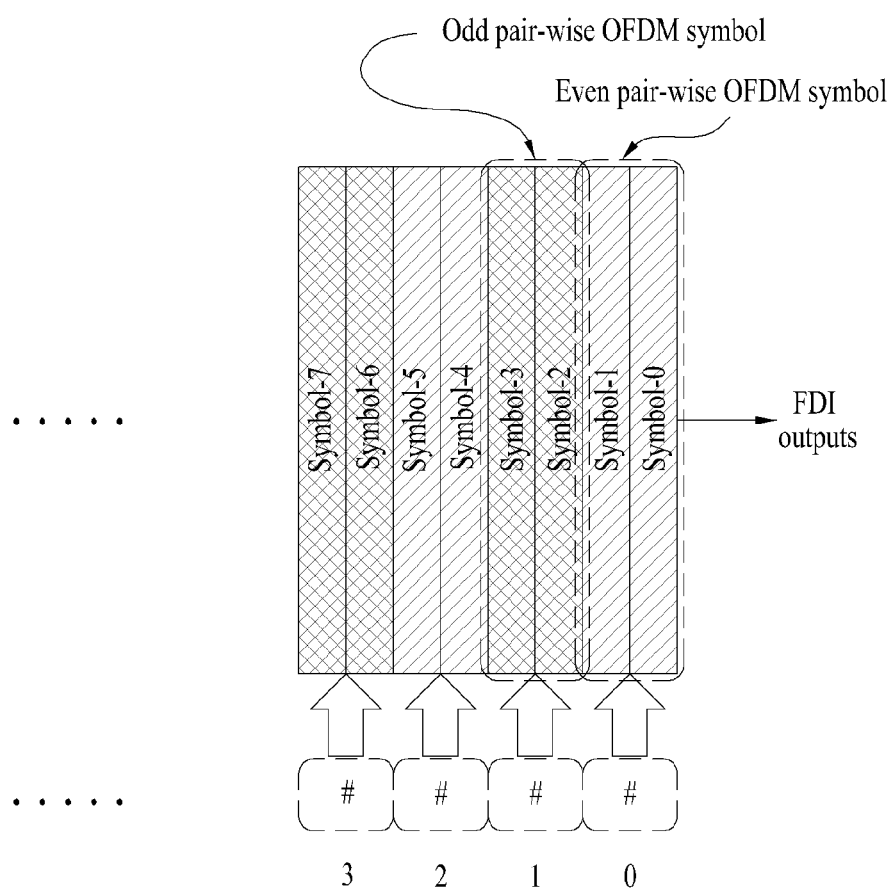 Odd pair-wise OFDM symbol
Even pair-wise OFDM symbol
Symbol-7
Symbol-6
Symbol-5
Symbol-4
Symbol-3
Symbol-2
Symbol-1
Symbol-0
FDI
outputs
# # # #
3 2 1 0